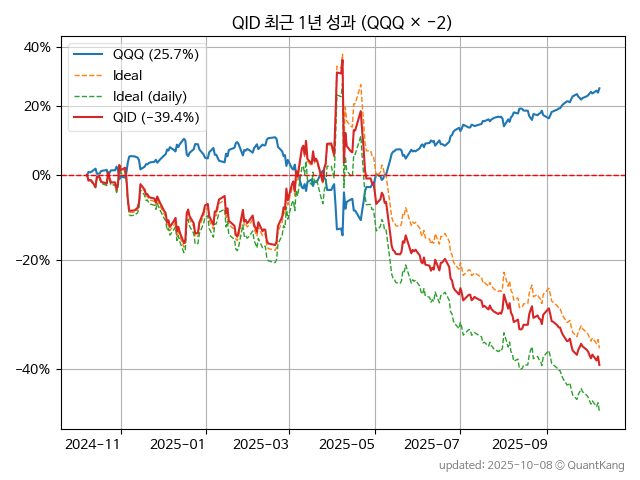 QID 최근 1년 성과 (QQQ × −2)
QQQ (25.7%)
Ideal
Ideal (daily)
QID (−39.4%)
40%
20%
0%
−20%
−40%
2024-11 2025-01 2025-03 2025-05 2025-07 2025-09
updated: 2025-10-08 © QuantKang